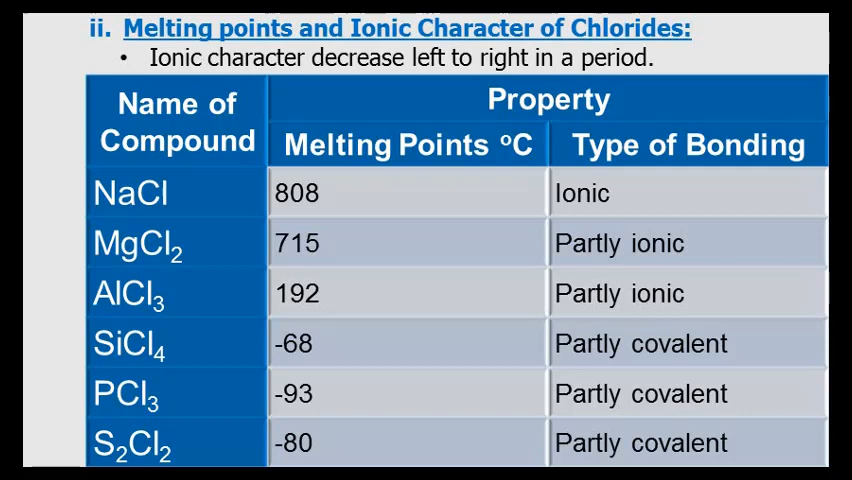 ii. Melting points and Ionic Character of Chlorides:
• Ionic character decrease left to right in a period.
Name of Compound Property
Melting Points °C Type of Bonding
NaCl 808 Ionic
MgCl₂ 715 Partly ionic
AlCl₃ 192 Partly ionic
SiCl₄ -68 Partly covalent
PCl₃ -93 Partly covalent
S₂Cl₂ -80 Partly covalent